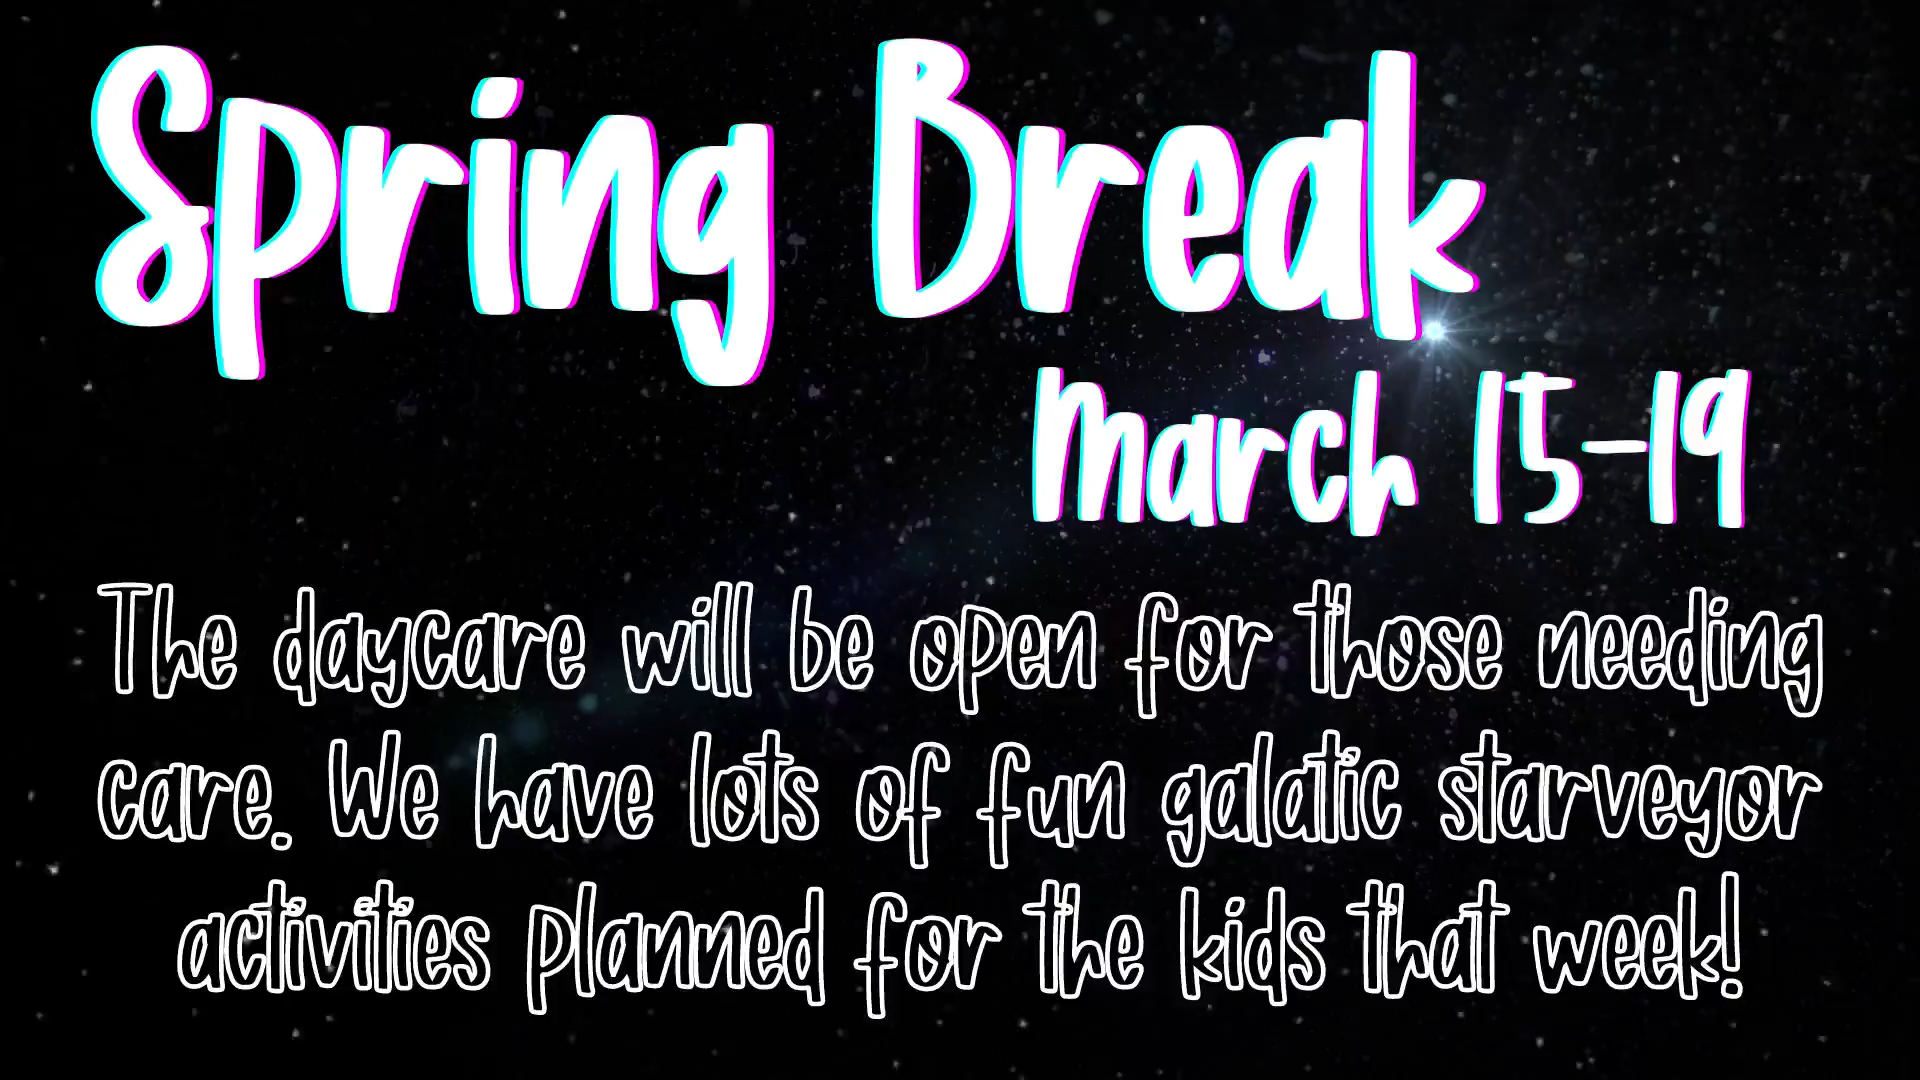 Spring Break
March 15-19
The daycare will be open for those needing
care. We have lots of fun galatic starveyor
activities planned for the kids that week!